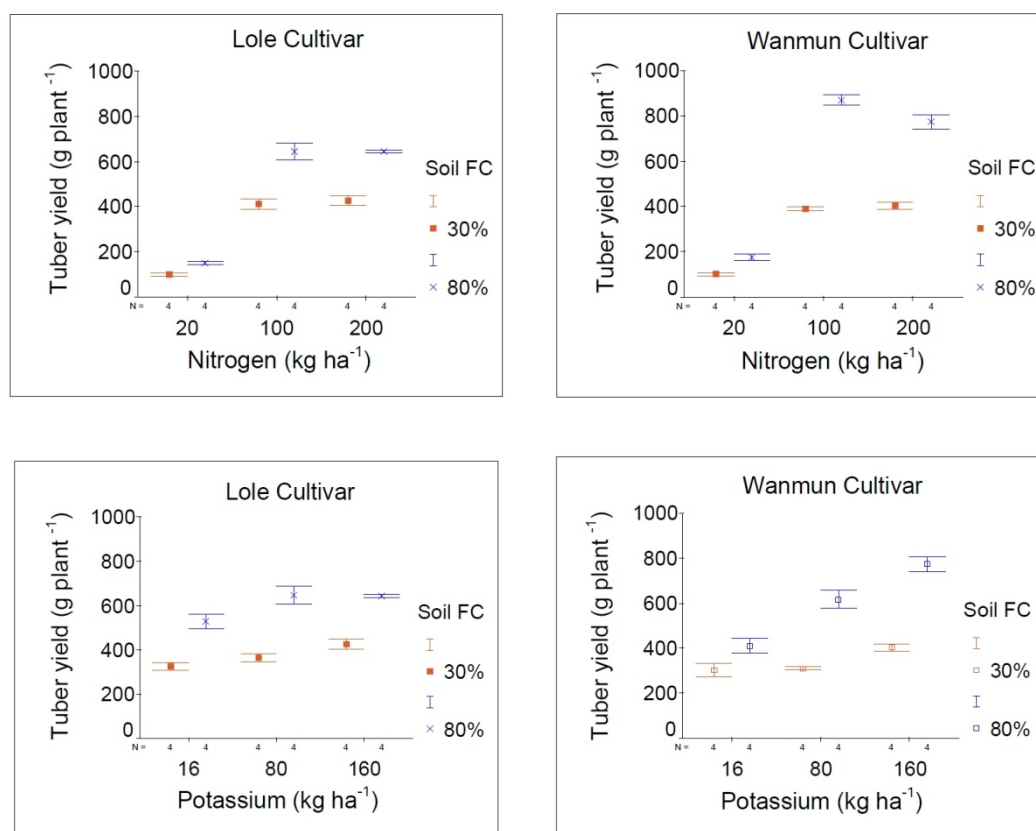 Lole Cultivar
Tuber yield (g plant ⁻¹)
1000
800
600
400
200
0
Soil FC
30%
80%
N = 4 4 4 4 4 4
20 100 200
Nitrogen (kg ha⁻¹)
Wanmun Cultivar
Tuber yield (g plant ⁻¹)
1000
800
600
400
200
0
Soil FC
30%
80%
N = 4 4 4 4 4 4
20 100 200
Nitrogen (kg ha⁻¹)
Lole Cultivar
Tuber yield (g plant ⁻¹)
1000
800
600
400
200
0
Soil FC
30%
80%
N = 4 4 4 4 4 4
16 80 160
Potassium (kg ha⁻¹)
Wanmun Cultivar
Tuber yield (g plant ⁻¹)
1000
800
600
400
200
0
Soil FC
30%
80%
N = 4 4 4 4 4 4
16 80 160
Potassium (kg ha⁻¹)